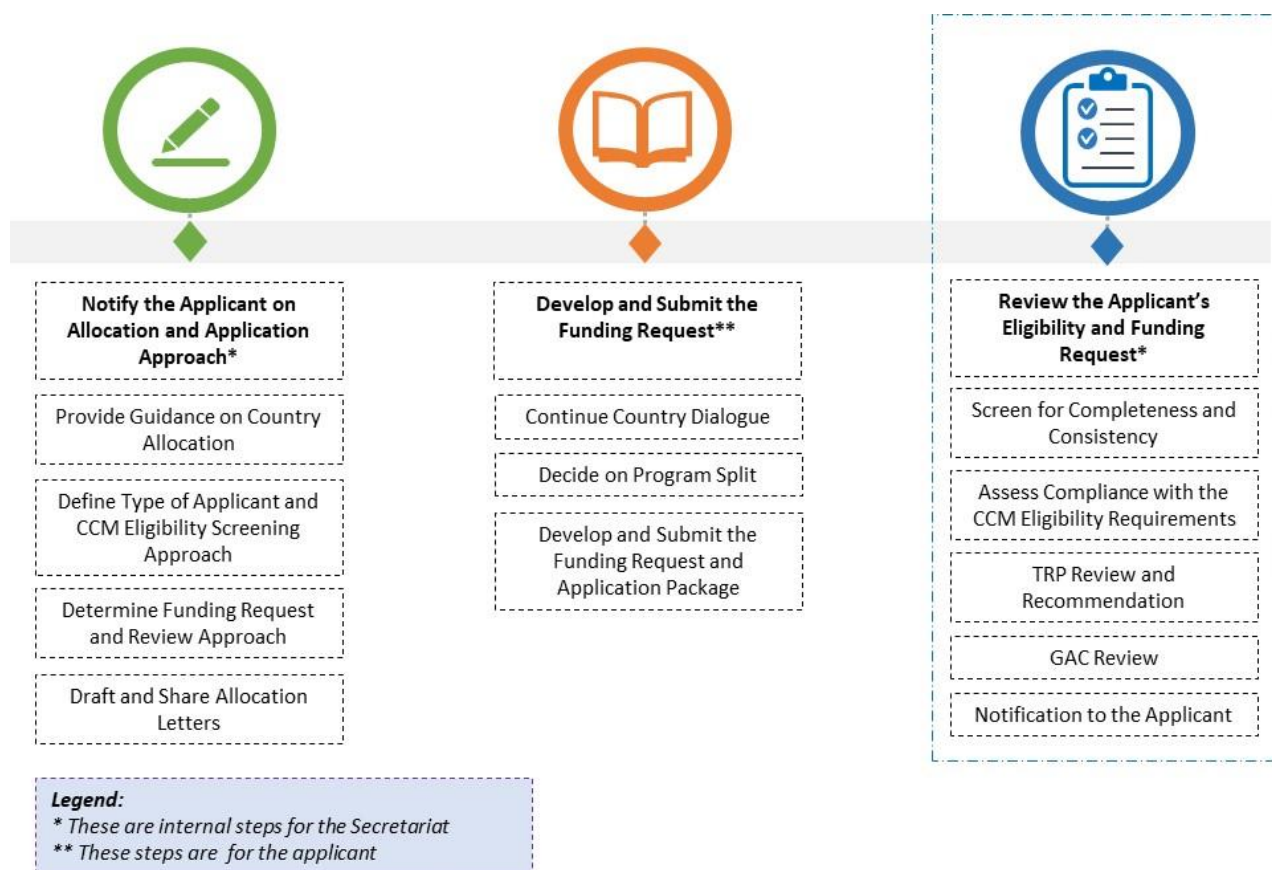 Notify the Applicant on
Allocation and Application
Approach*
Provide Guidance on Country
Allocation
Define Type of Applicant and
CCM Eligibility Screening
Approach
Determine Funding Request
and Review Approach
Draft and Share Allocation
Letters
Develop and Submit the
Funding Request**
Continue Country Dialogue
Decide on Program Split
Develop and Submit the
Funding Request and
Application Package
Review the Applicant’s
Eligibility and Funding
Request*
Screen for Completeness and
Consistency
Assess Compliance with the
CCM Eligibility Requirements
TRP Review and
Recommendation
GAC Review
Notification to the Applicant
Legend:
* These are internal steps for the Secretariat
** These steps are for the applicant